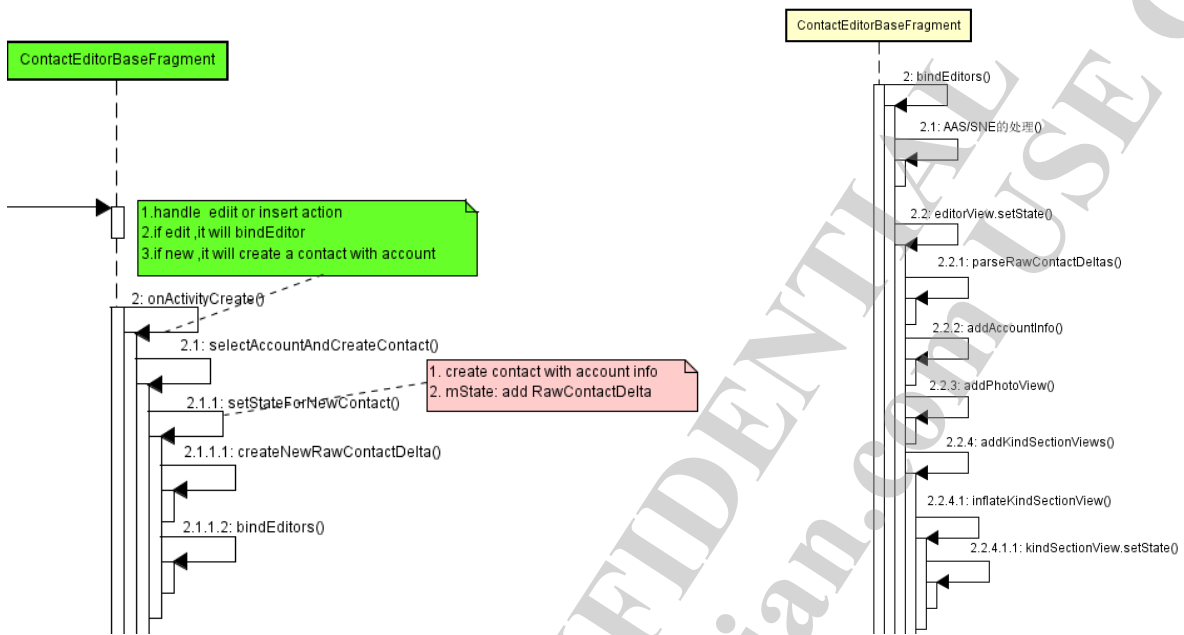 ContactEditorBaseFragment
1.handle ediit or insert action
2.if edit ,it will bindEditor
3.if new ,it will create a contact with account
2: onActivityCreate()
2.1: selectAccountAndCreateContact()
1. create contact with account info
2. mState: add RawContactDelta
2.1.1: setStateForNewContact()
2.1.1.1: createNewRawContactDelta()
2.1.1.2: bindEditors()
ContactEditorBaseFragment
2: bindEditors()
2.1: AAS/SNE的处理()
2.2: editorView.setState()
2.2.1: parseRawContactDeltas()
2.2.2: addAccountInfo()
2.2.3: addPhotoView()
2.2.4: addKindSectionViews()
2.2.4.1: inflateKindSectionView()
2.2.4.1.1: kindSectionView.setState()
FIDENTIAL
ian.com USE O